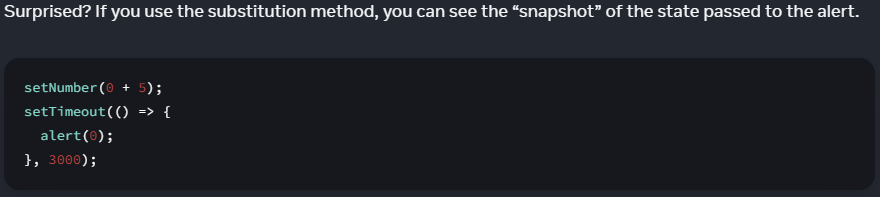 Surprised? If you use the substitution method, you can see the “snapshot” of the state passed to the alert.
setNumber(0 + 5);
setTimeout(() => {
  alert(0);
}, 3000);